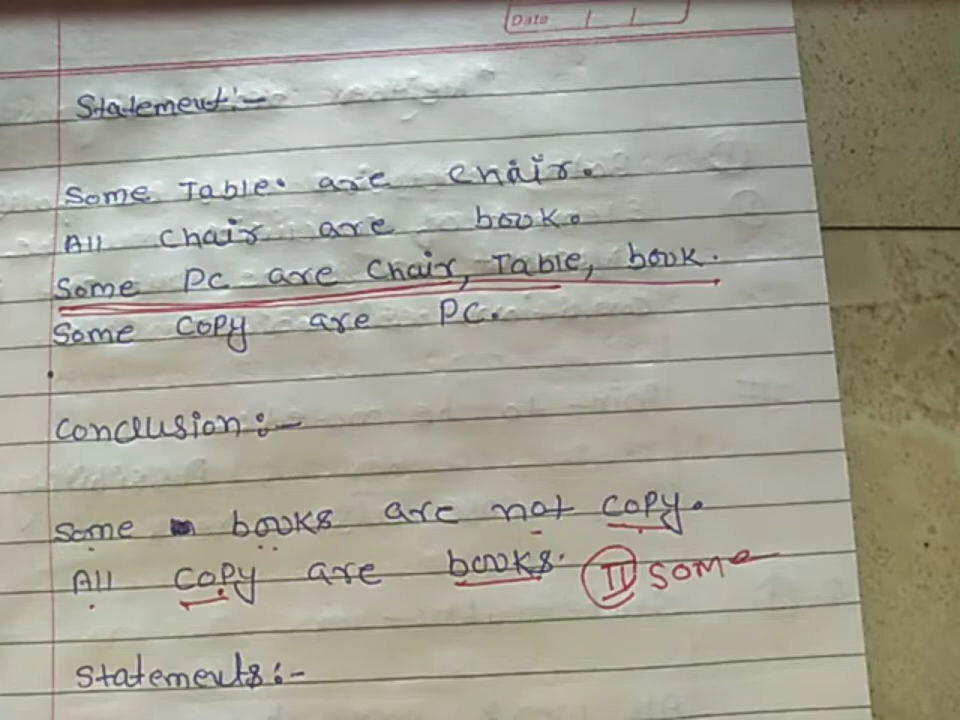 Date
Statement:-
Some Table. are chair.
All chair are book.
Some PC are Chair, Table, book.
Some copy are PC.
Conclusion:-
Some books are not copy.
All copy are books. II some
Statements:-